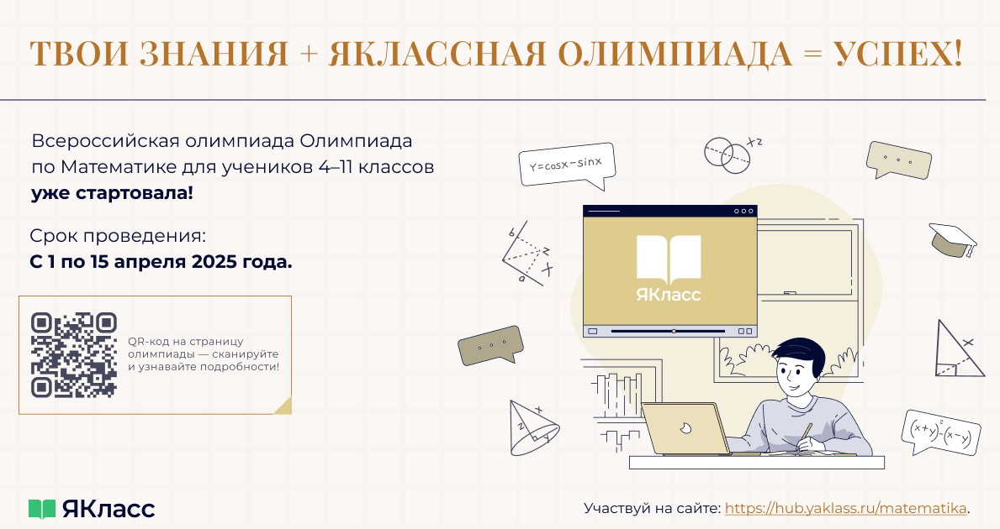 ТВОИ ЗНАНИЯ + ЯКЛАССНАЯ ОЛИМПИАДА = УСПЕХ!
Всероссийская олимпиада Олимпиада
по Математике для учеников 4–11 классов
уже стартовала!
Срок проведения:
С 1 по 15 апреля 2025 года.
QR-код на страницу
олимпиады — сканируйте
и узнавайте подробности!
Y=cosx-sinx
x2
b
z
x
a
ЯКласс
x
x
z
y
(x+y)²-(x-y)
ЯКласс
Участвуй на сайте: https://hub.yaklass.ru/matematika.